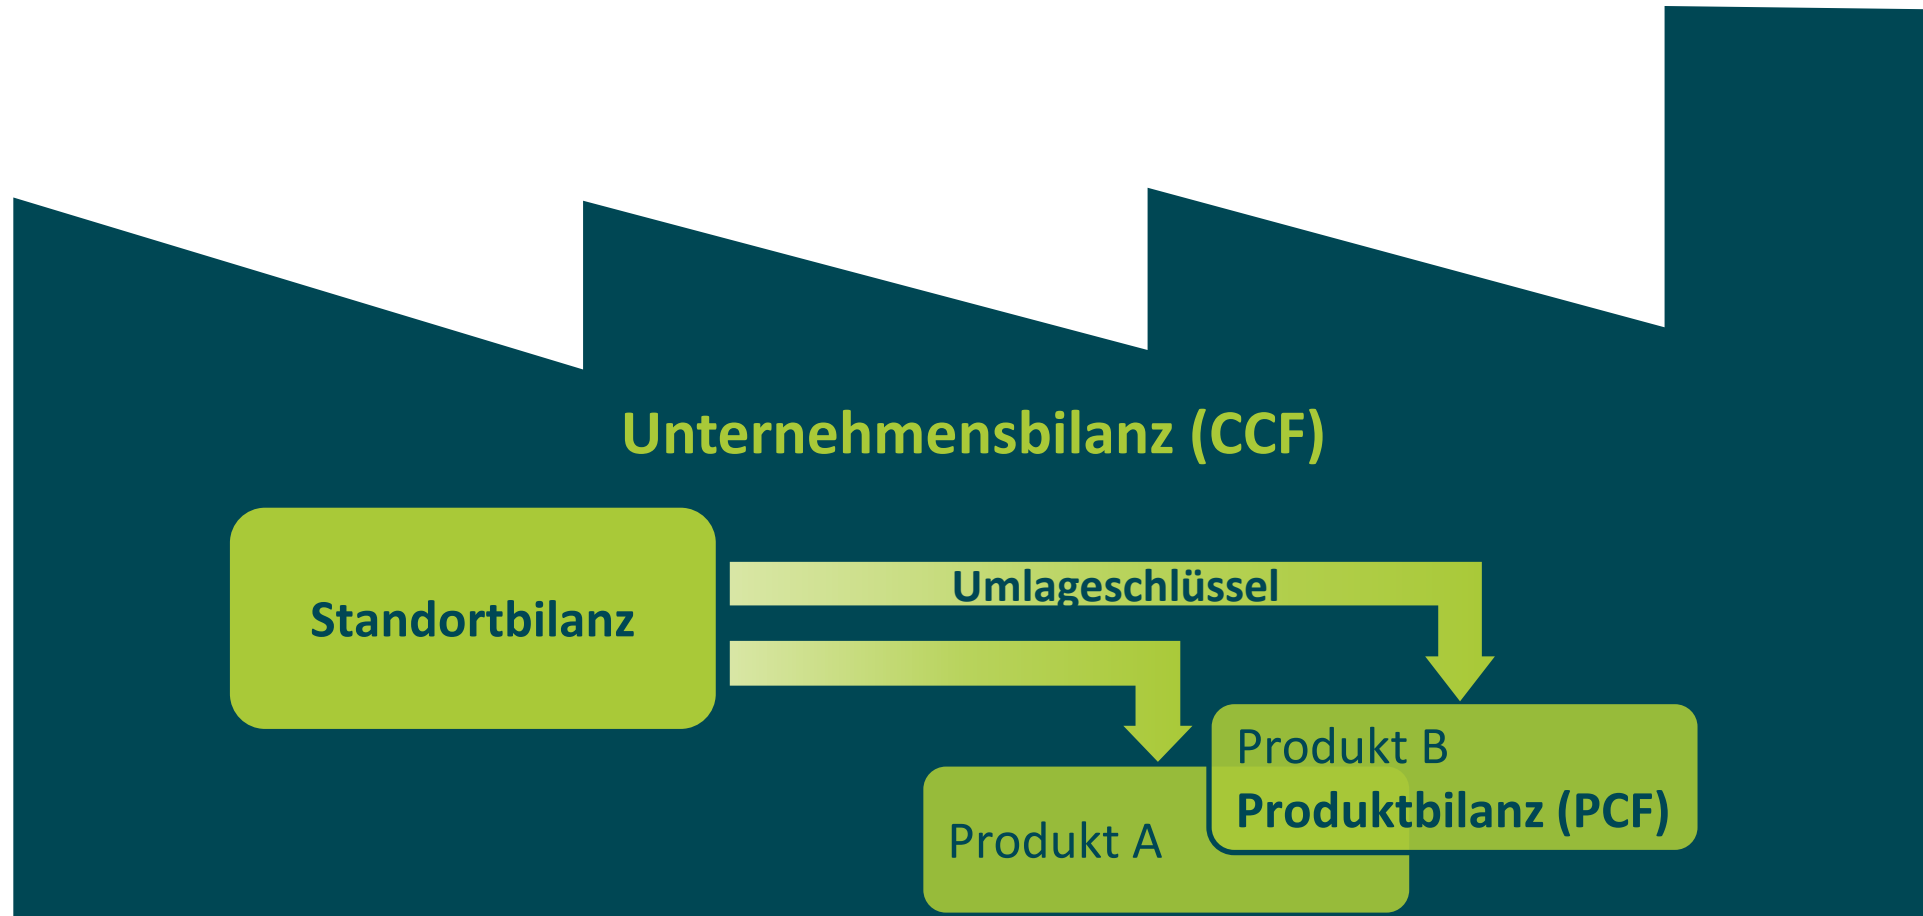 Unternehmensbilanz (CCF)
Standortbilanz
Umlageschlüssel
Produkt B
Produktbilanz (PCF)
Produkt A